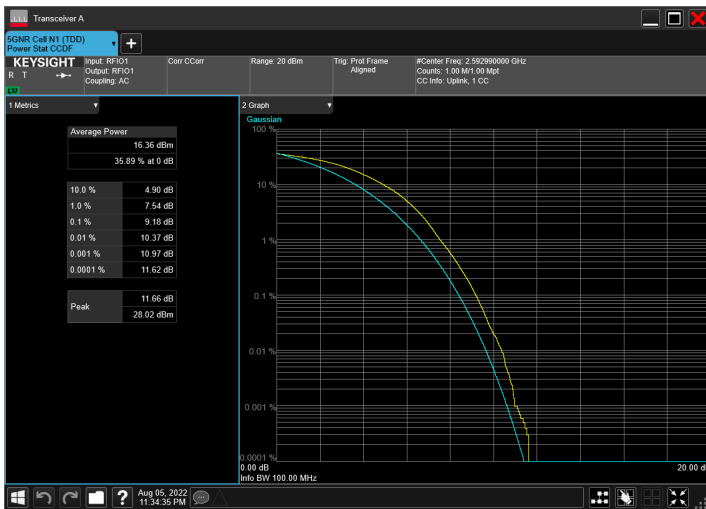 Transceiver A
5GNR Cell N1 (TDD)
Power Stat CCDF
KEYSIGHT
R T
LXI
Input: RFIO1
Output: RFIO1
Coupling: AC
Corr CCorr
Range: 20 dBm
Trig: Prot Frame
Aligned
#Center Freq: 2.592990000 GHz
Counts: 1.00 M/1.00 Mpt
CC Info: Uplink, 1 CC
1 Metrics
Average Power
16.36 dBm
35.89 % at 0 dB
10.0 % 4.90 dB
1.0 % 7.54 dB
0.1 % 9.18 dB
0.01 % 10.37 dB
0.001 % 10.97 dB
0.0001 % 11.62 dB
Peak
11.66 dB
28.02 dBm
2 Graph
Gaussian
100 %
10 %
1 %
0.1 %
0.01 %
0.001 %
0.0001 %
0.00 dB
20.00 d
Info BW 100.00 MHz
Aug 05, 2022
11:34:35 PM